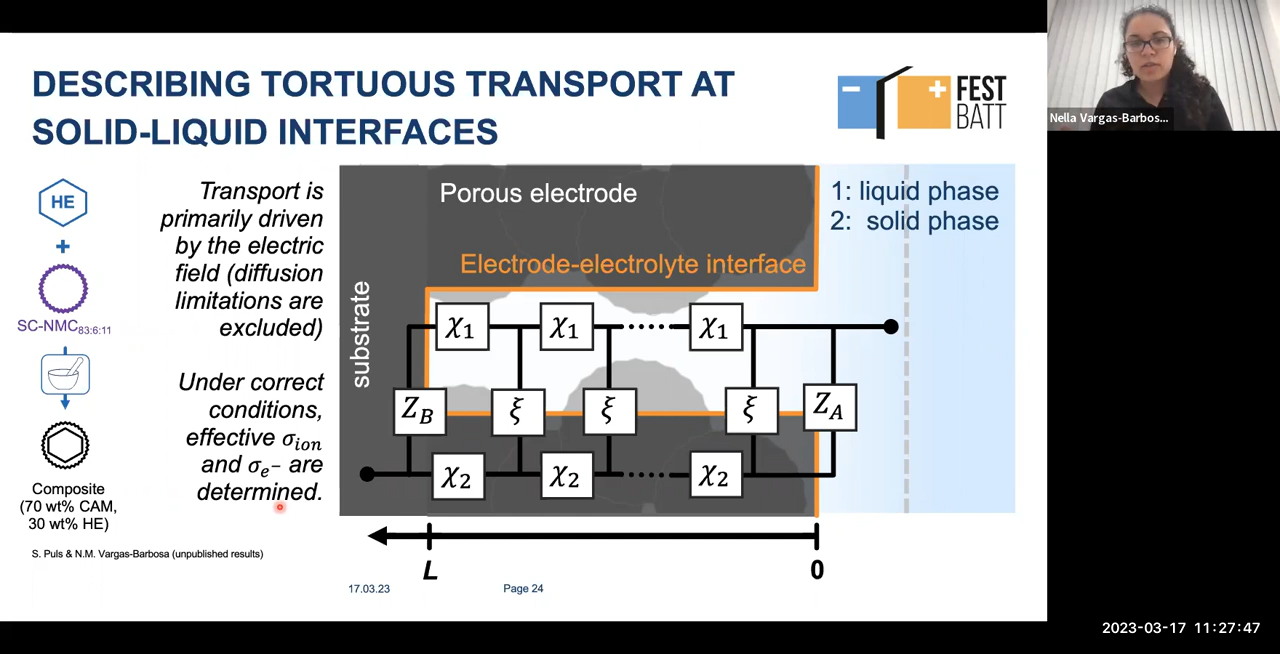 DESCRIBING TORTUOUS TRANSPORT AT
SOLID-LIQUID INTERFACES
− + FEST
BATT
Nella Vargas-Barbos...
HE
+
SC-NMC83:6:11
Composite
(70 wt% CAM,
30 wt% HE)
Transport is
primarily driven
by the electric
field (diffusion
limitations are
excluded)
Under correct
conditions,
effective σ_ion
and σ_e⁻ are
determined.
substrate
Porous electrode
Electrode-electrolyte interface
1: liquid phase
2: solid phase
χ₁ χ₁ χ₁
Z_B ξ ξ ξ Z_A
χ₂ χ₂ χ₂
L 0
S. Puls & N.M. Vargas-Barbosa (unpublished results)
17.03.23 Page 24
2023-03-17 11:27:47